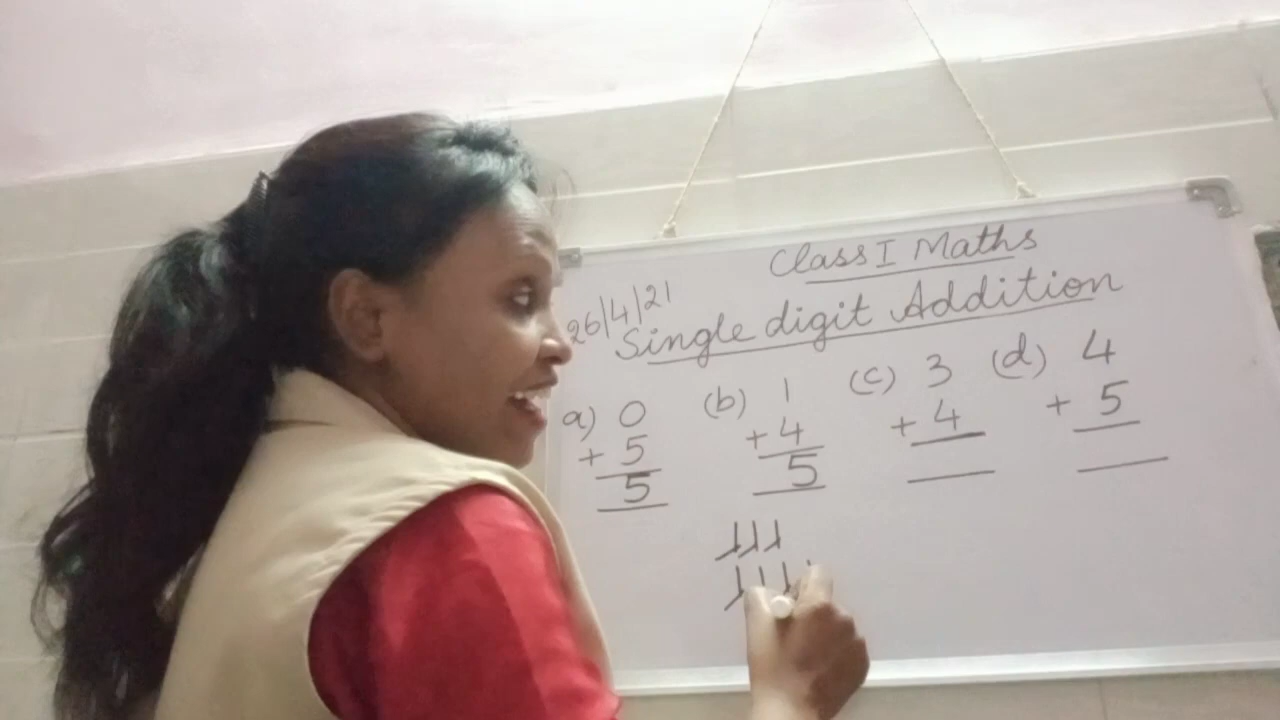 Class I Maths
26/4/21
Single digit Addition
a) 0 (b) 1 (c) 3 (d) 4
+ 5 + 4 + 4 + 5
5 5